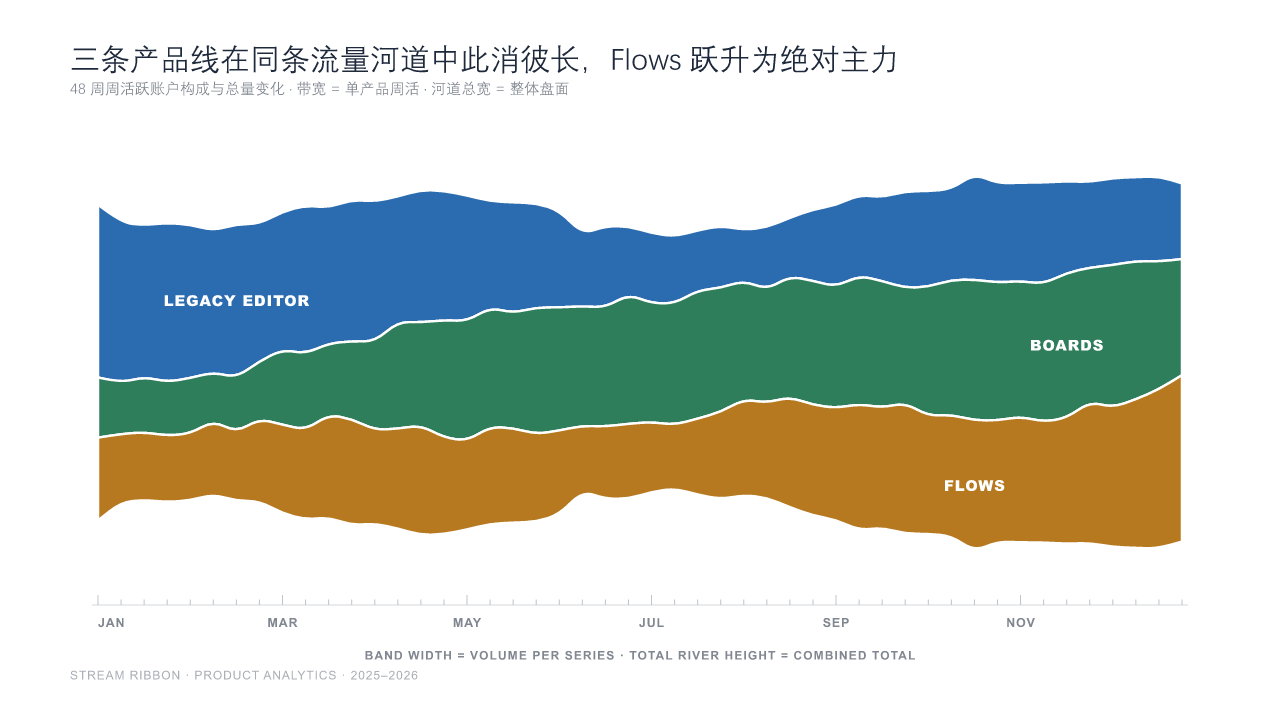 三条产品线在同条流量河道中此消彼长，Flows 跃升为绝对主力
48 周周活跃账户构成与总量变化 · 带宽 = 单产品周活 · 河道总宽 = 整体盘面
LEGACY EDITOR
BOARDS
FLOWS
JAN MAR MAY JUL SEP NOV
BAND WIDTH = VOLUME PER SERIES · TOTAL RIVER HEIGHT = COMBINED TOTAL
STREAM RIBBON · PRODUCT ANALYTICS · 2025–2026